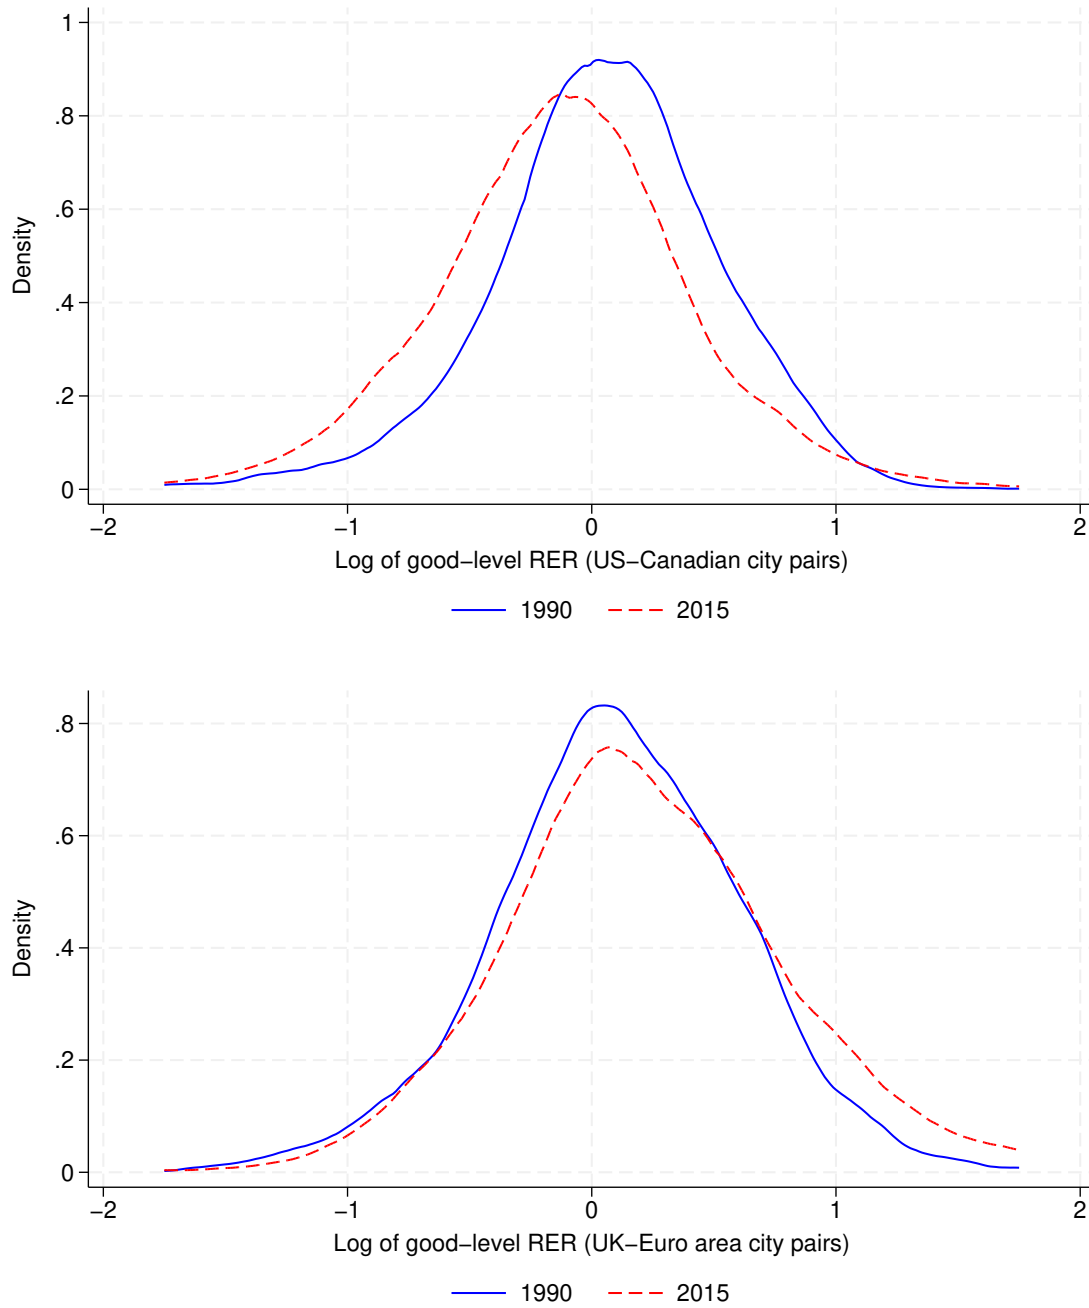 1
.8
.6
.4
.2
0
Density
−2 −1 0 1 2
Log of good−level RER (US−Canadian city pairs)
1990 2015
.8
.6
.4
.2
0
Density
−2 −1 0 1 2
Log of good−level RER (UK−Euro area city pairs)
1990 2015